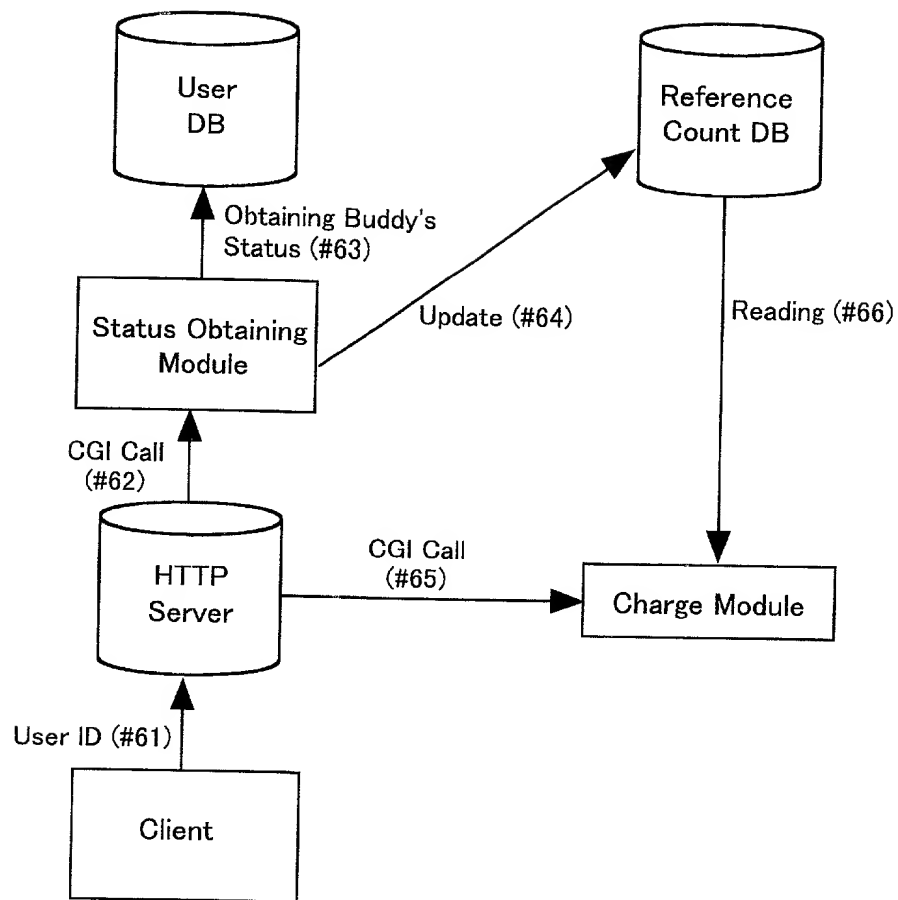 User
DB
Reference
Count DB
Obtaining Buddy's
Status (#63)
Update (#64)
Reading (#66)
Status Obtaining
Module
CGI Call
(#62)
CGI Call
(#65)
HTTP
Server
Charge Module
User ID (#61)
Client